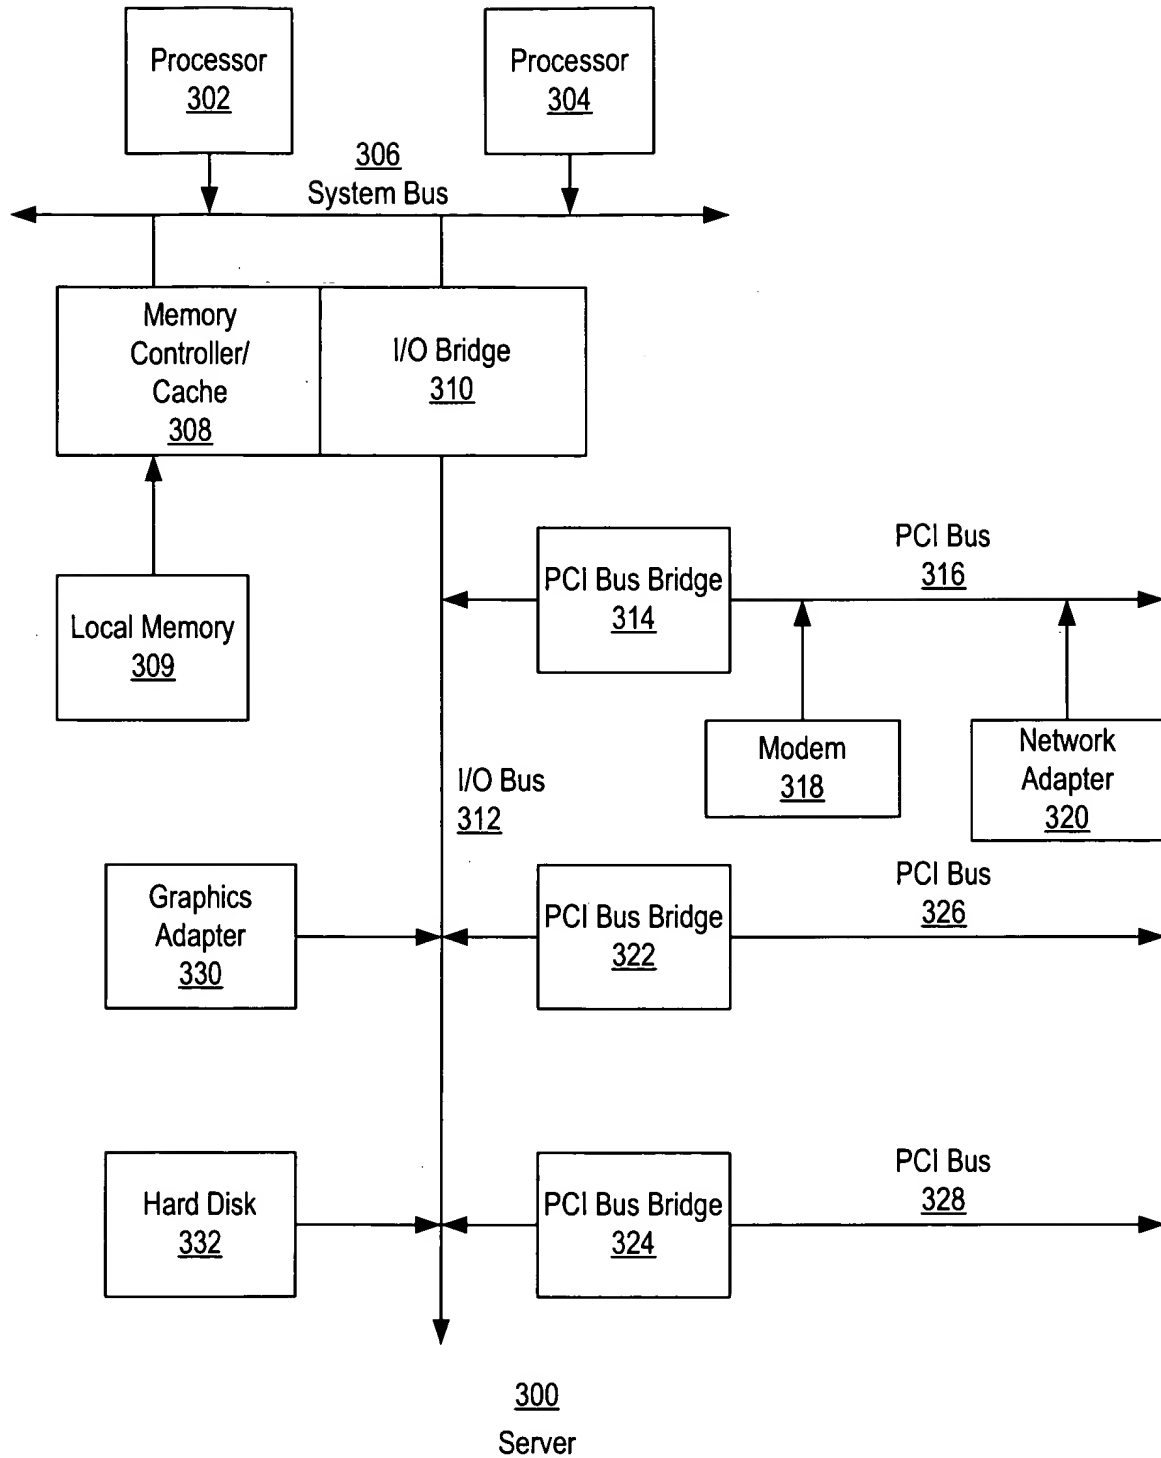 Processor
302
Processor
304
306
System Bus
Memory
Controller/
Cache
308
I/O Bridge
310
PCI Bus Bridge
314
PCI Bus
316
Local Memory
309
Modem
318
Network
Adapter
320
I/O Bus
312
Graphics
Adapter
330
PCI Bus Bridge
322
PCI Bus
326
Hard Disk
332
PCI Bus Bridge
324
PCI Bus
328
300
Server